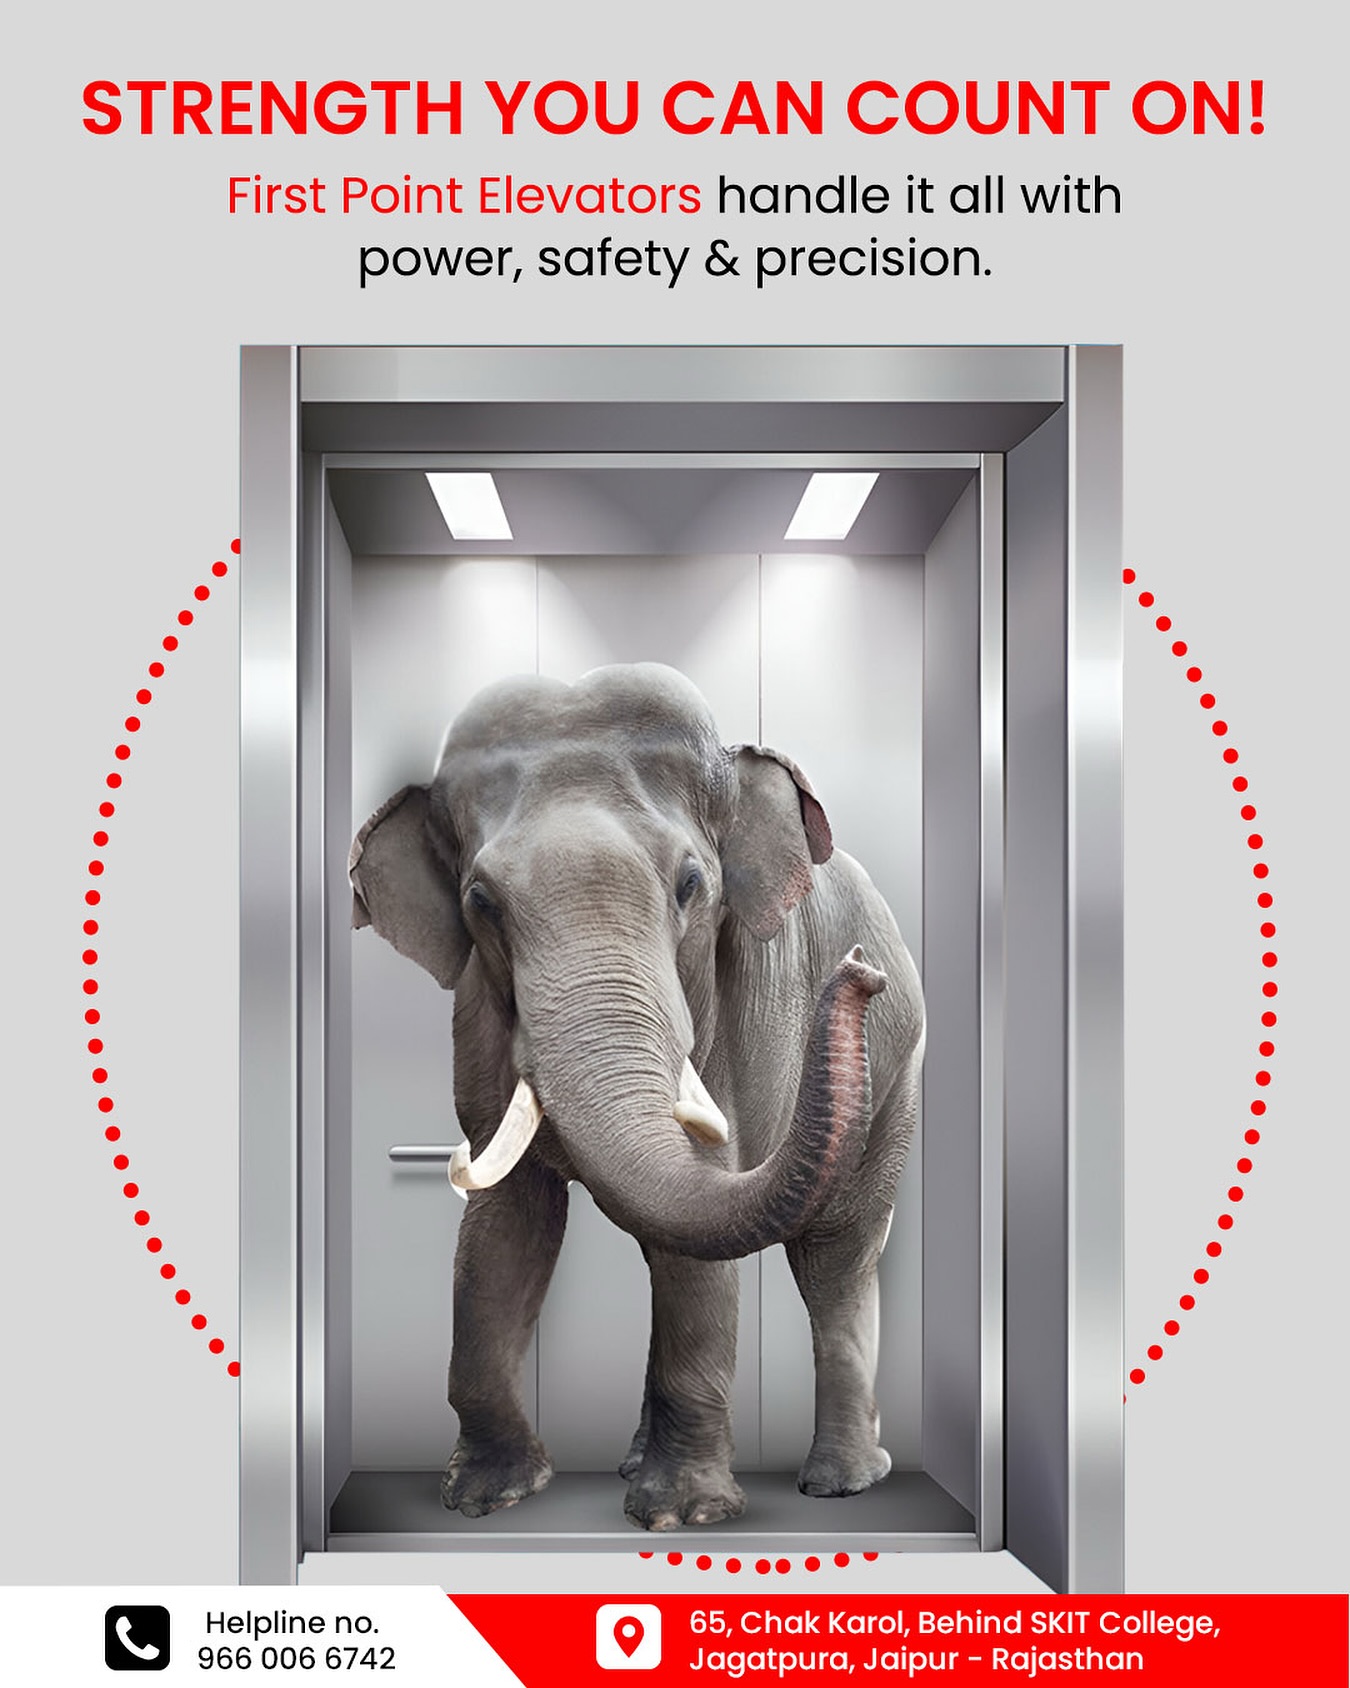 STRENGTH YOU CAN COUNT ON!
First Point Elevators handle it all with
power, safety & precision.
Helpline no.
966 006 6742
65, Chak Karol, Behind SKIT College,
Jagatpura, Jaipur - Rajasthan